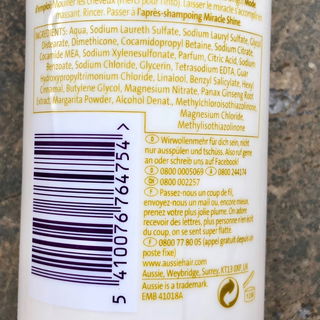 d'emploi: Mouiller les cheveux (merci pour l'info). Laisser le miracle s'accomplir en
massant. Rincer. Passer à l'après-shampoing Miracle Shine
INGREDIENTS: Aqua, Sodium Laureth Sulfate, Sodium Lauryl Sulfate, Glycol
Distearate, Dimethicone, Cocamidopropyl Betaine, Sodium Citrate,
Cocamide MEA, Sodium Xylenesulfonate, Parfum, Citric Acid, Sodium
Benzoate, Sodium Chloride, Glycerin, Tetrasodium EDTA, Guar
Hydroxypropyltrimonium Chloride, Linalool, Benzyl Salicylate, Hexyl
Cinnamal, Butylene Glycol, Magnesium Nitrate, Panax Ginseng Root
Extract, Margarita Powder, Alcohol Denat., Methylchloroisothiazolinone,
Magnesium Chloride,
Methylisothiazolinone
5 410076 764754 >
D Wir wollen mehr für dich sein, nicht
nur ausspülen und tschüss. Also ruf gerne
an oder schreib uns auf Facebook!
D 0800 0005069 A 0800 244174
CH 0800 002257
F Passez-nous un coup de fil,
envoyez-nous un mail ou, encore mieux,
prenez votre plus jolie plume. On adore
recevoir des lettres, plus personne n'en
écrit du coup, on est super flatté.
F 0800 77 80 05 (appel gratuit depuis
un poste fixe)
www.aussiehair.com
Aussie, Weybridge, Surrey, KT13 0XP, UK
Aussie is a trademark.
EMB 41018A
12M